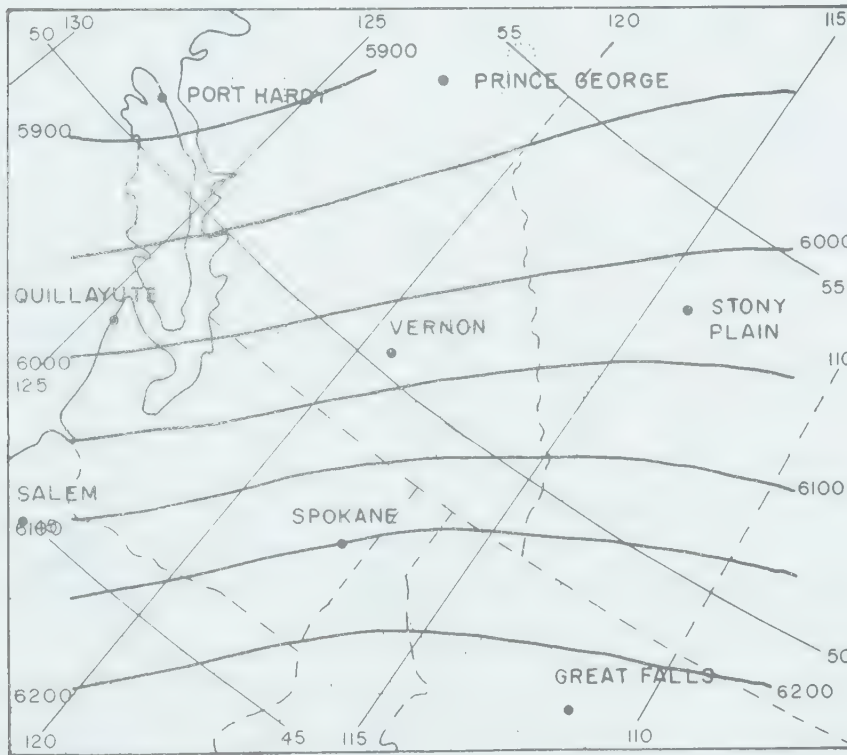 130
50
125
5900
55
120
115
PORT HARDY
PRINCE GEORGE
5900
6000
QUILLAYUTE
STONY
PLAIN
55
VERNON
6000
125
110
SALEM
6100
SPOKANE
45
50
GREAT FALLS
6200
6200
120
45
115
110